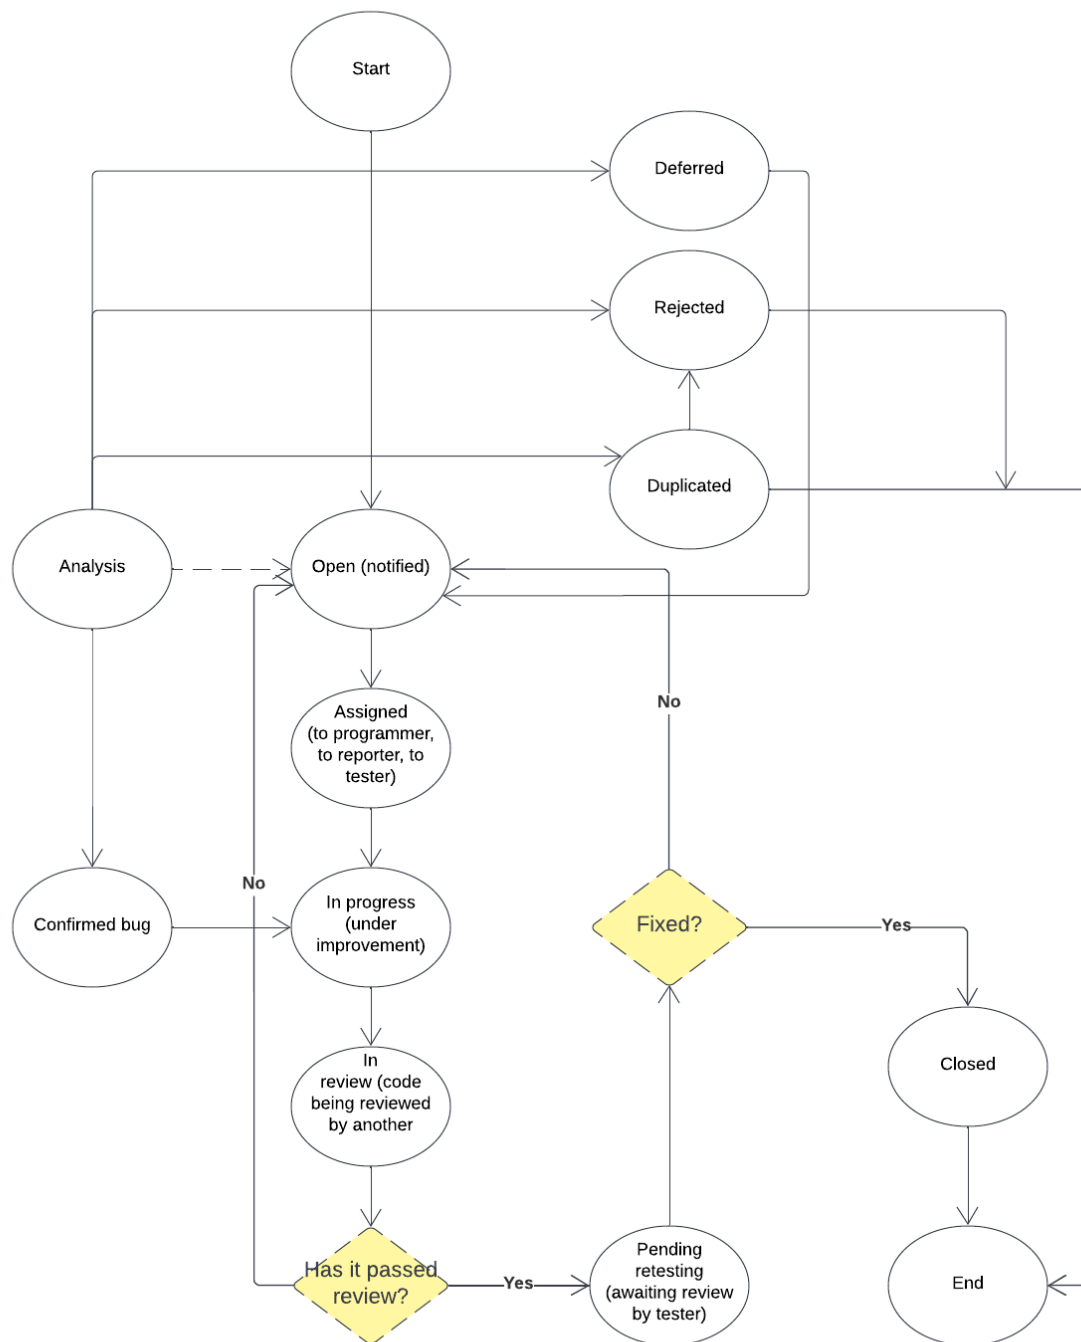 Start
Deferred
Rejected
Duplicated
Analysis
Open (notified)
Assigned
(to programmer,
to reporter, to
tester)
No
No
Confirmed bug
In progress
(under
improvement)
Fixed?
Yes
In
review (code
being reviewed
by another
Closed
Has it passed
review?
Yes
Pending
retesting
(awaiting review
by tester)
End